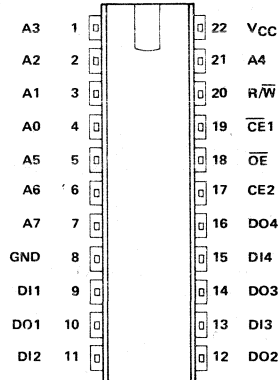 A3 1 22 VCC
A2 2 21 A4
A1 3 20 R/W̅
A0 4 19 C̅E̅1
A5 5 18 O̅E̅
A6 6 17 CE2
A7 7 16 DO4
GND 8 15 DI4
DI1 9 14 DO3
DO1 10 13 DI3
DI2 11 12 DO2